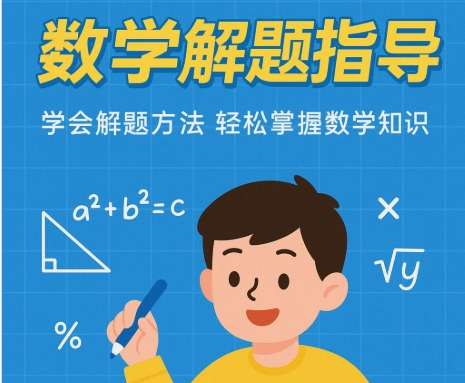 数学解题指导
学会解题方法 轻松掌握数学知识
a²+b²=c
×
√y
%